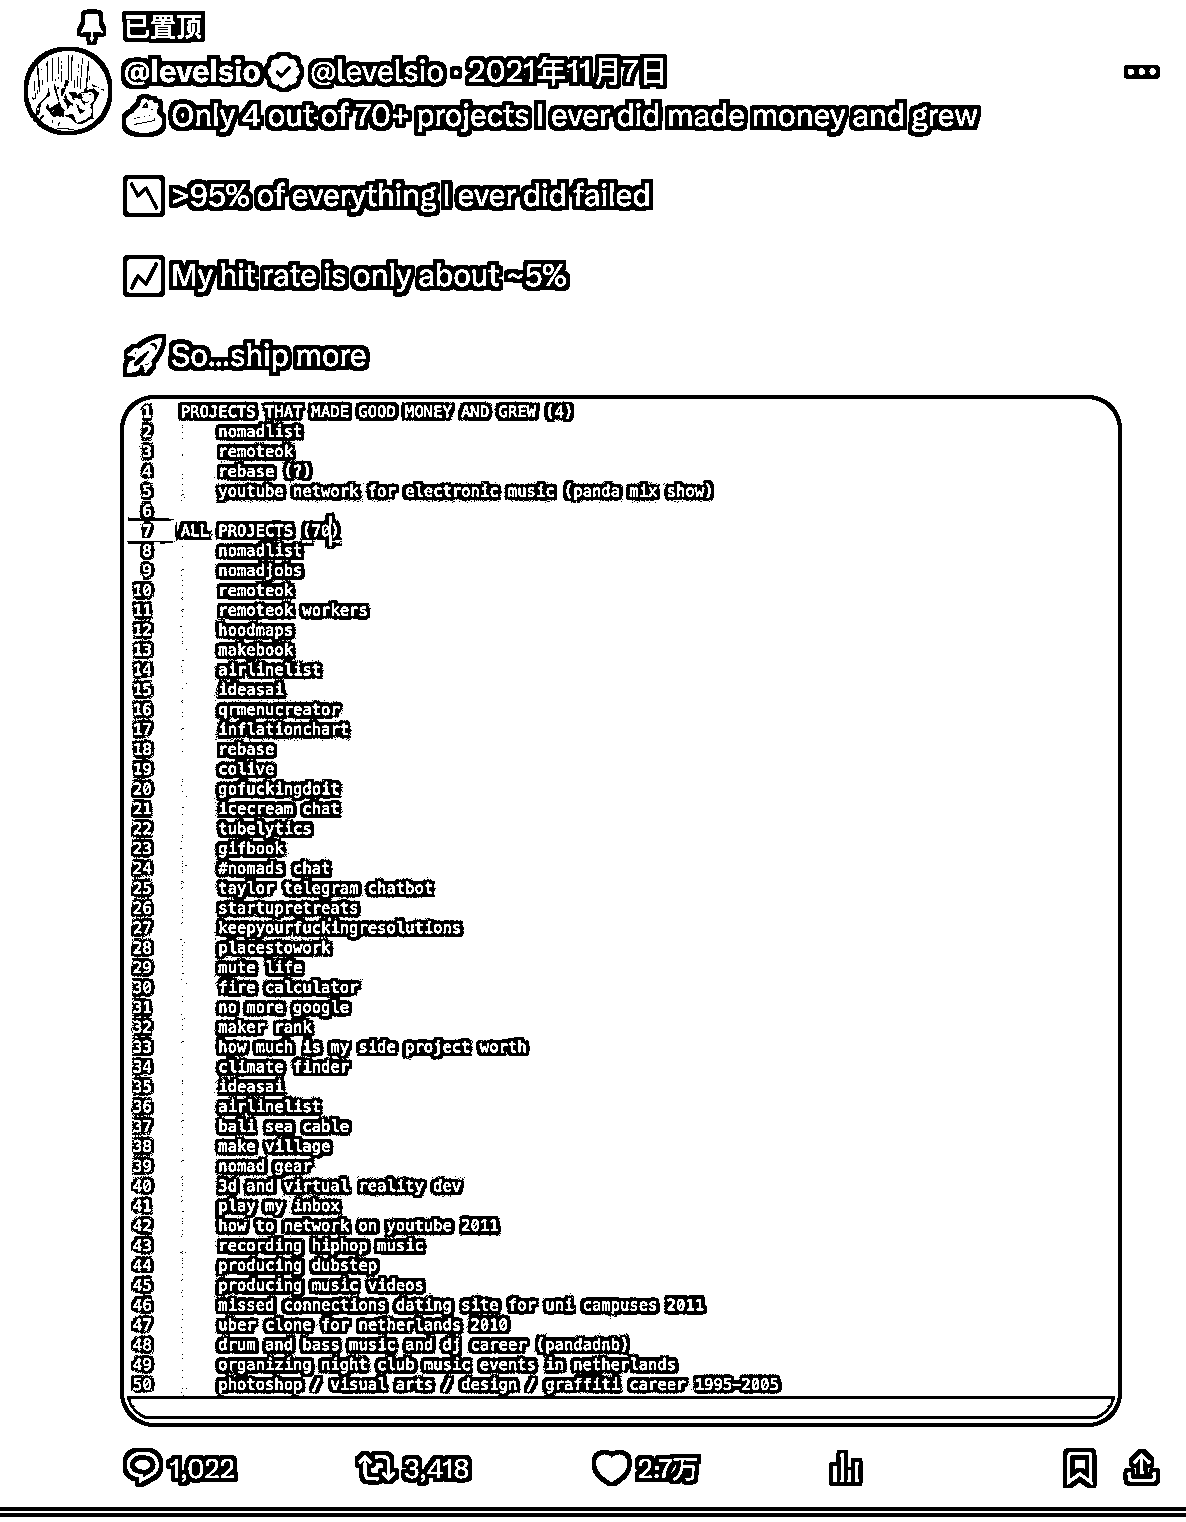 已置顶
@levelsio @levelsio · 2021年11月7日
Only 4 out of 70+ projects I ever did made money and grew
>95% of everything I ever did failed
My hit rate is only about ~5%
So...ship more
1 PROJECTS THAT MADE GOOD MONEY AND GREW (4)
2 nomadlist
3 remoteok
4 rebase (?)
5 youtube network for electronic music (panda mix show)
6
7 ALL PROJECTS (70)
8 nomadlist
9 nomadjobs
10 remoteok
11 remoteok workers
12 hoodmaps
13 makebook
14 airlinelist
15 ideasai
16 qrmenucreator
17 inflationchart
18 rebase
19 colive
20 gofuckingdoit
21 icecream chat
22 tubelytics
23 gifbook
24 #nomads chat
25 taylor telegram chatbot
26 startupretreats
27 keepyourfuckingresolutions
28 placestowork
29 mute life
30 fire calculator
31 no more google
32 maker rank
33 how much is my side project worth
34 climate finder
35 ideasai
36 airlinelist
37 bali sea cable
38 make village
39 nomad gear
40 3d and virtual reality dev
41 play my inbox
42 how to network on youtube 2011
43 recording hiphop music
44 producing dubstep
45 producing music videos
46 missed connections dating site for uni campuses 2011
47 uber clone for netherlands 2010
48 drum and bass music and dj career (pandadnb)
49 organizing night club music events in netherlands
50 photoshop / visual arts / design / graffiti career 1995-2005
1,022 3,418 2.7万